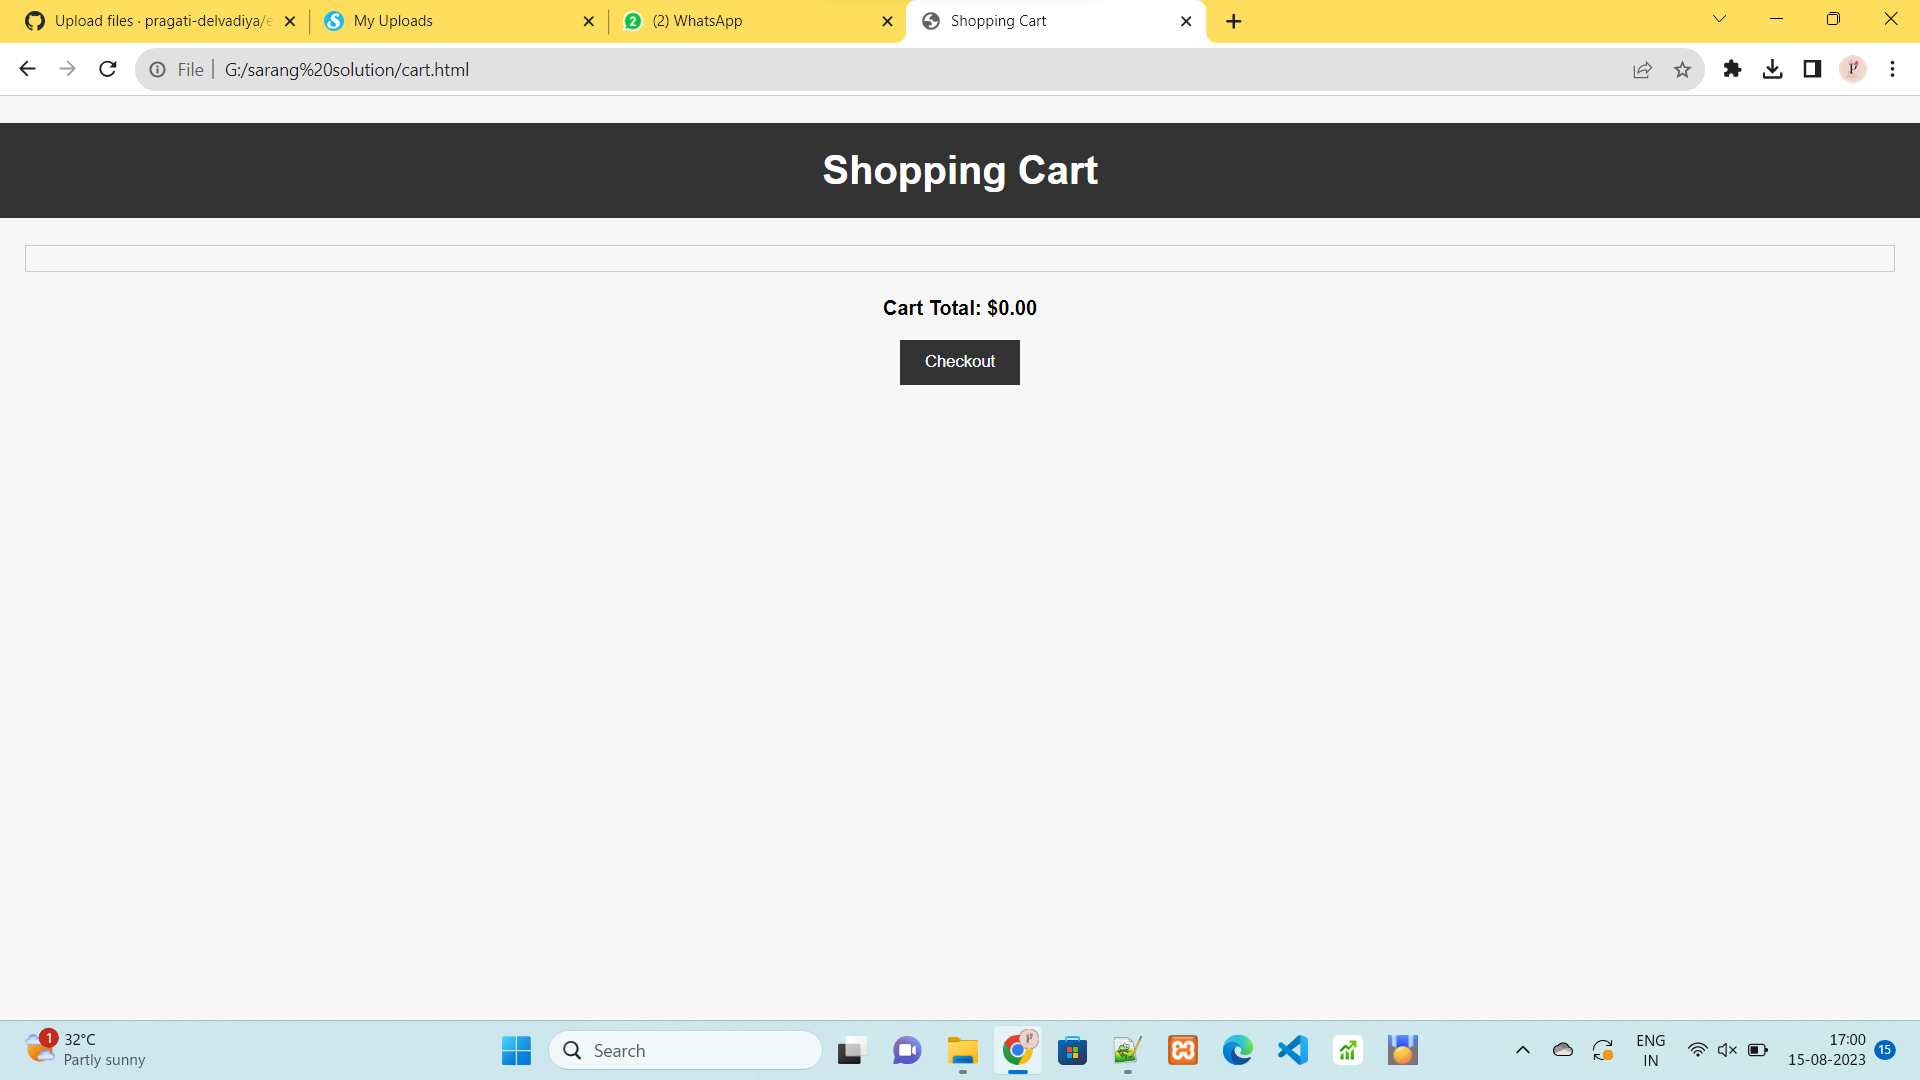 Upload files · pragati-delvadiya/e
My Uploads
(2) WhatsApp
Shopping Cart
File
G:/sarang%20solution/cart.html
Shopping Cart
Cart Total: $0.00
Checkout
1
32°C
Partly sunny
Search
ENG
IN
17:00
15-08-2023
15